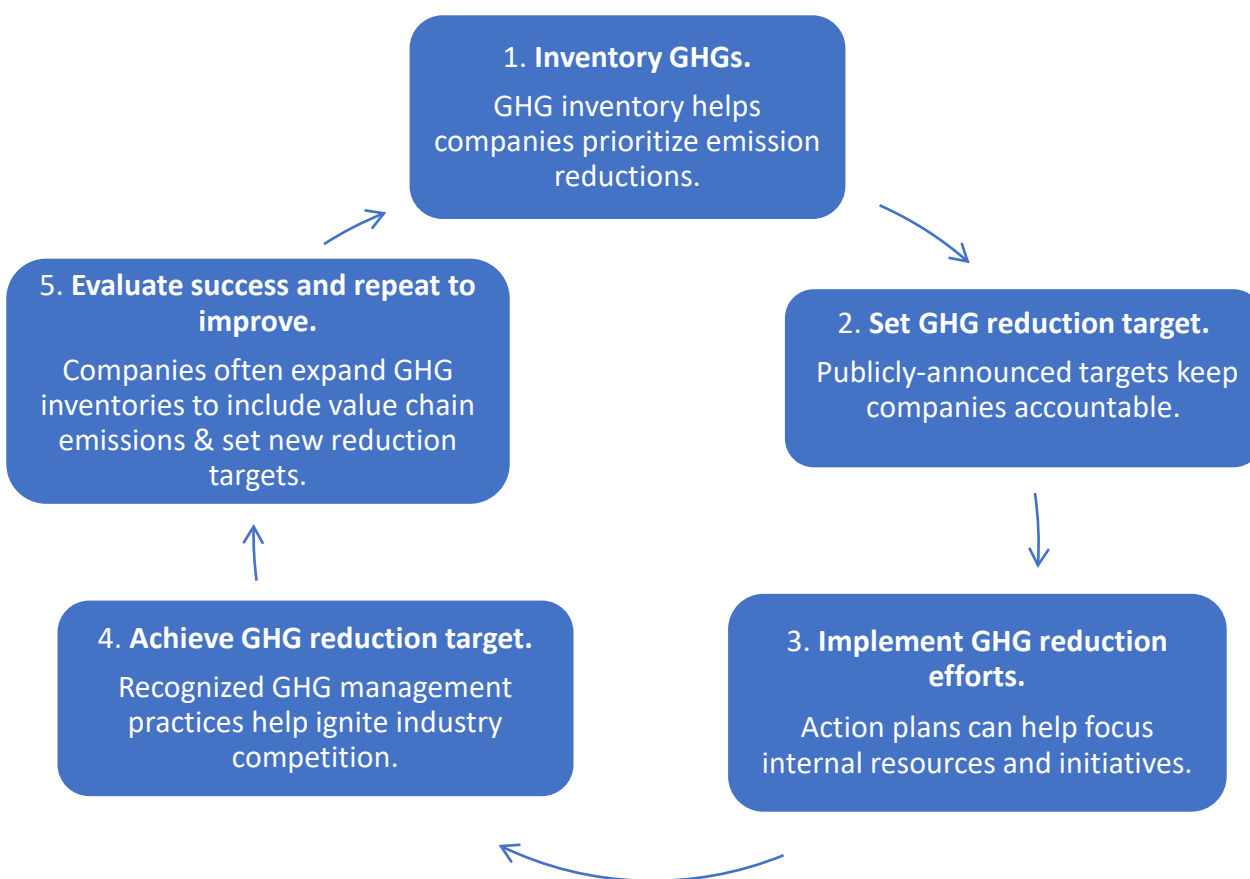 1. Inventory GHGs.
GHG inventory helps
companies prioritize emission
reductions.
2. Set GHG reduction target.
Publicly-announced targets keep
companies accountable.
3. Implement GHG reduction
efforts.
Action plans can help focus
internal resources and initiatives.
4. Achieve GHG reduction target.
Recognized GHG management
practices help ignite industry
competition.
5. Evaluate success and repeat to
improve.
Companies often expand GHG
inventories to include value chain
emissions & set new reduction
targets.